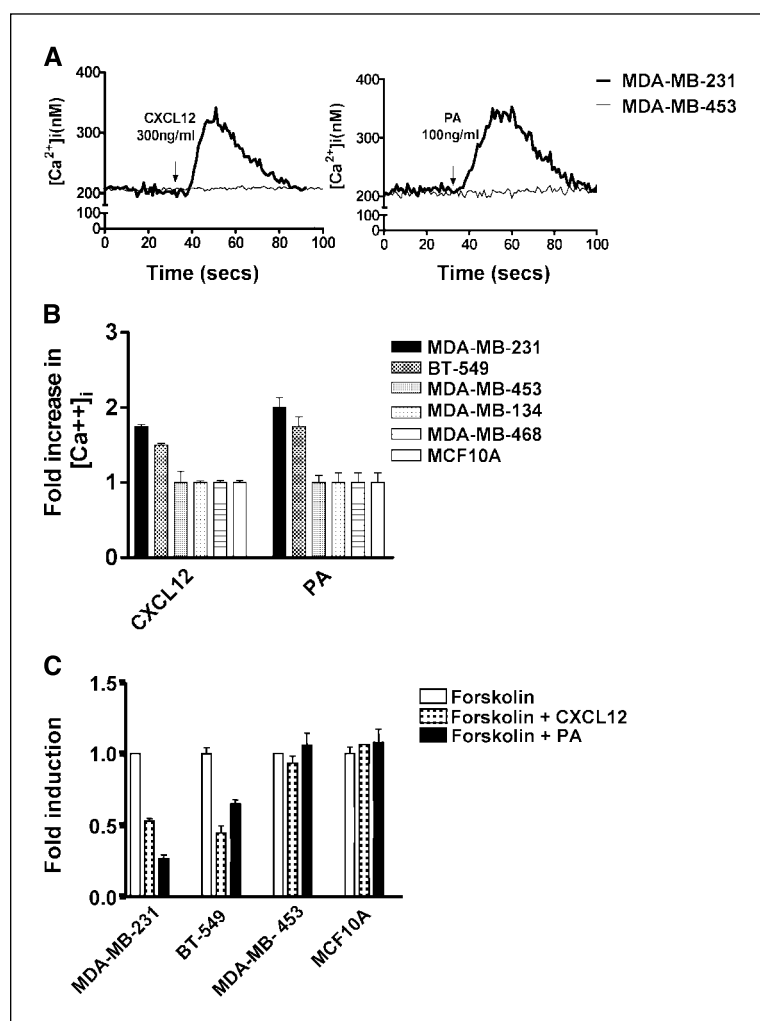 A
400
300
200
100
0
[Ca2+]i(nM)
CXCL12
300ng/ml
0 20 40 60 80 100
Time (secs)
400
300
200
100
0
[Ca2+]i(nM)
PA
100ng/ml
0 20 40 60 80 100
Time (secs)
MDA-MB-231
MDA-MB-453
B
Fold increase in
[Ca++]i
3
2
1
0
CXCL12
PA
MDA-MB-231
BT-549
MDA-MB-453
MDA-MB-134
MDA-MB-468
MCF10A
C
Fold induction
1.5
1.0
0.5
0.0
MDA-MB-231
BT-549
MDA-MB- 453
MCF10A
Forskolin
Forskolin + CXCL12
Forskolin + PA